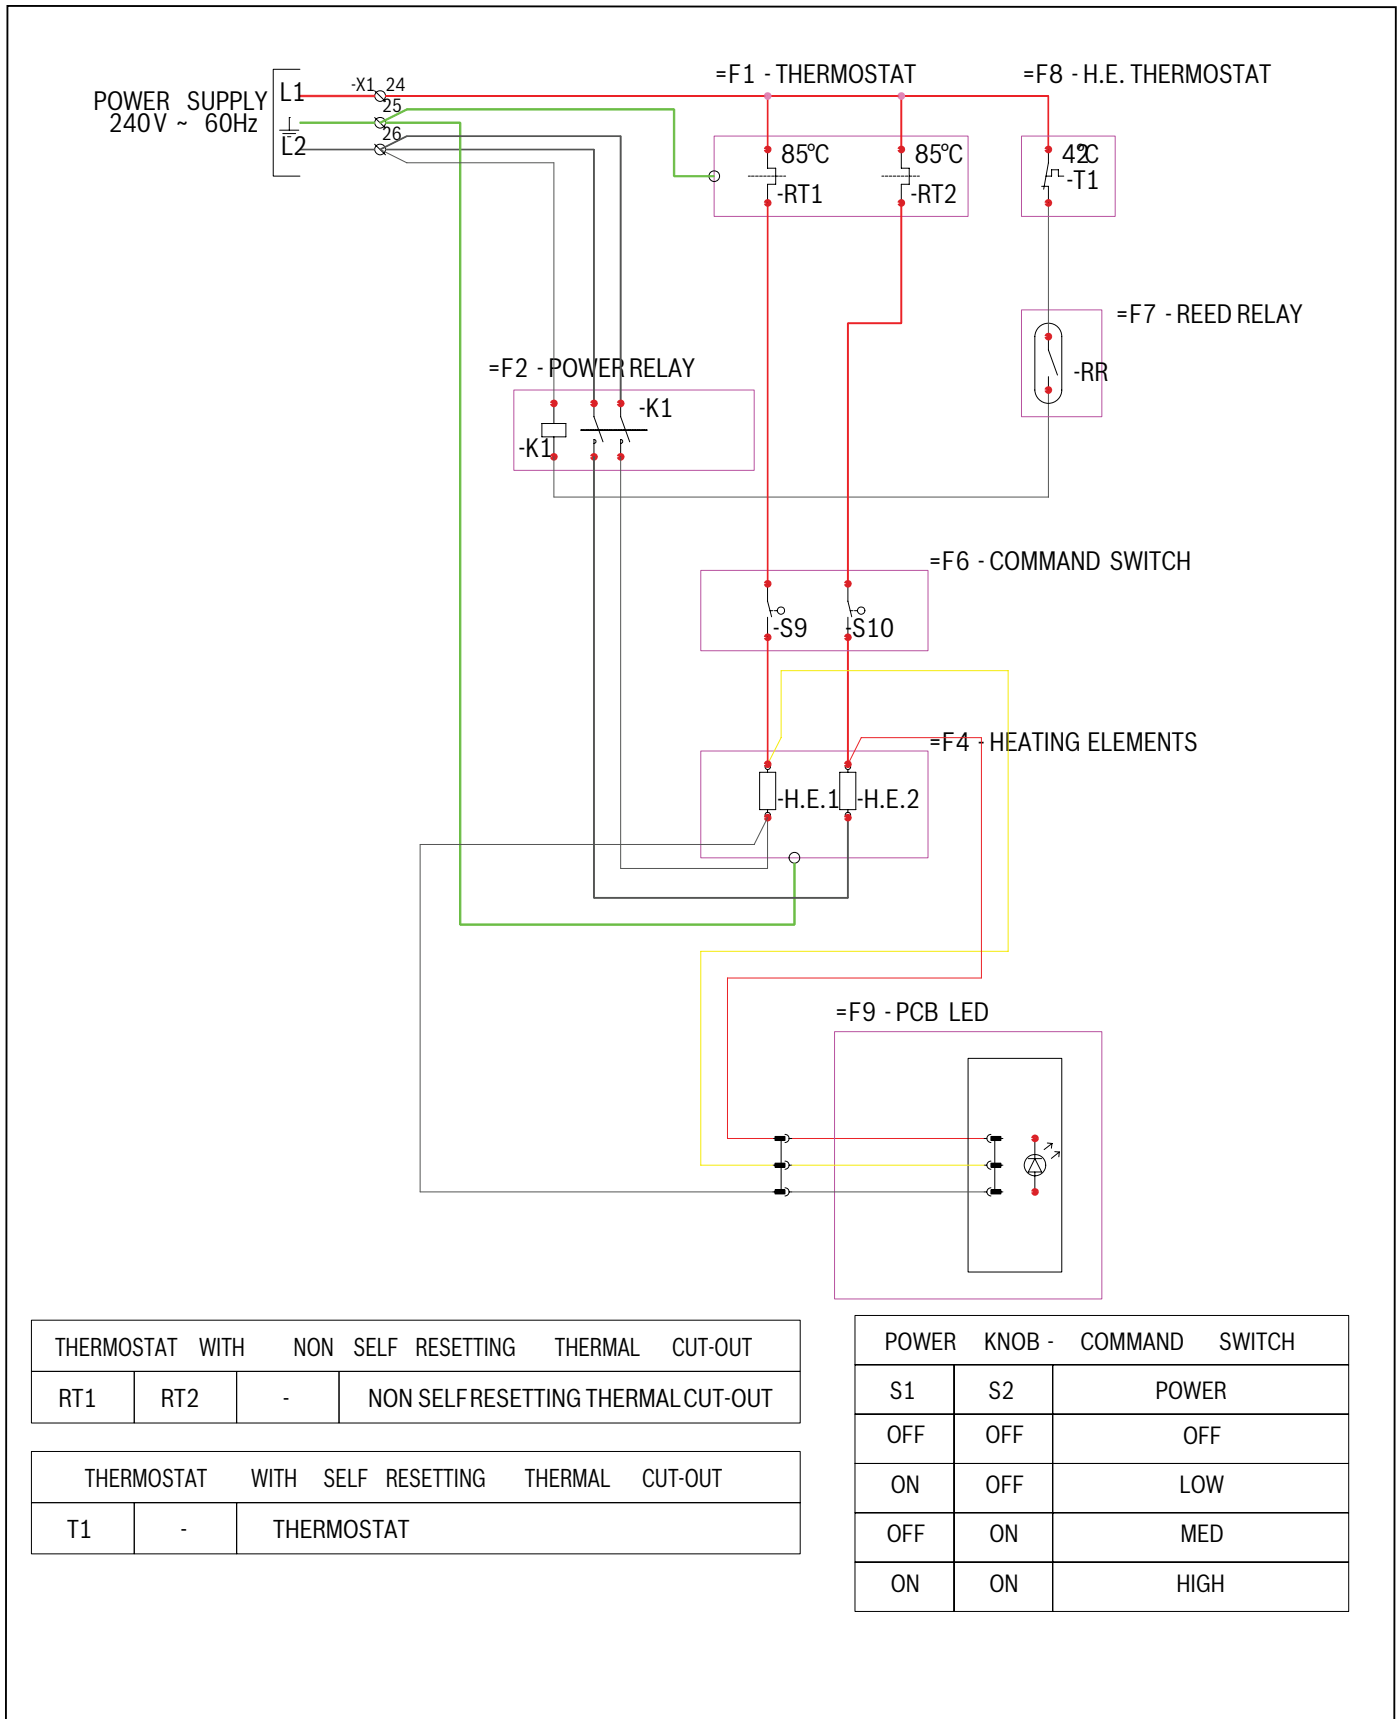 =F1 - THERMOSTAT
=F8 - H.E. THERMOSTAT
POWER SUPPLY
240V ~ 60Hz
L1
L2
-X1
24
25
26
85°C
-RT1
85°C
-RT2
-T1
=F7 - REED RELAY
-RR
=F2 - POWER RELAY
-K1
-K1
=F6 - COMMAND SWITCH
-S9
-S10
=F4 - HEATING ELEMENTS
-H.E.1
-H.E.2
=F9 - PCB LED
THERMOSTAT WITH NON SELF RESETTING THERMAL CUT-OUT
RT1 RT2 - NON SELF RESETTING THERMAL CUT-OUT
THERMOSTAT WITH SELF RESETTING THERMAL CUT-OUT
T1 - THERMOSTAT
POWER KNOB - COMMAND SWITCH
S1 S2 POWER
OFF OFF OFF
ON OFF LOW
OFF ON MED
ON ON HIGH